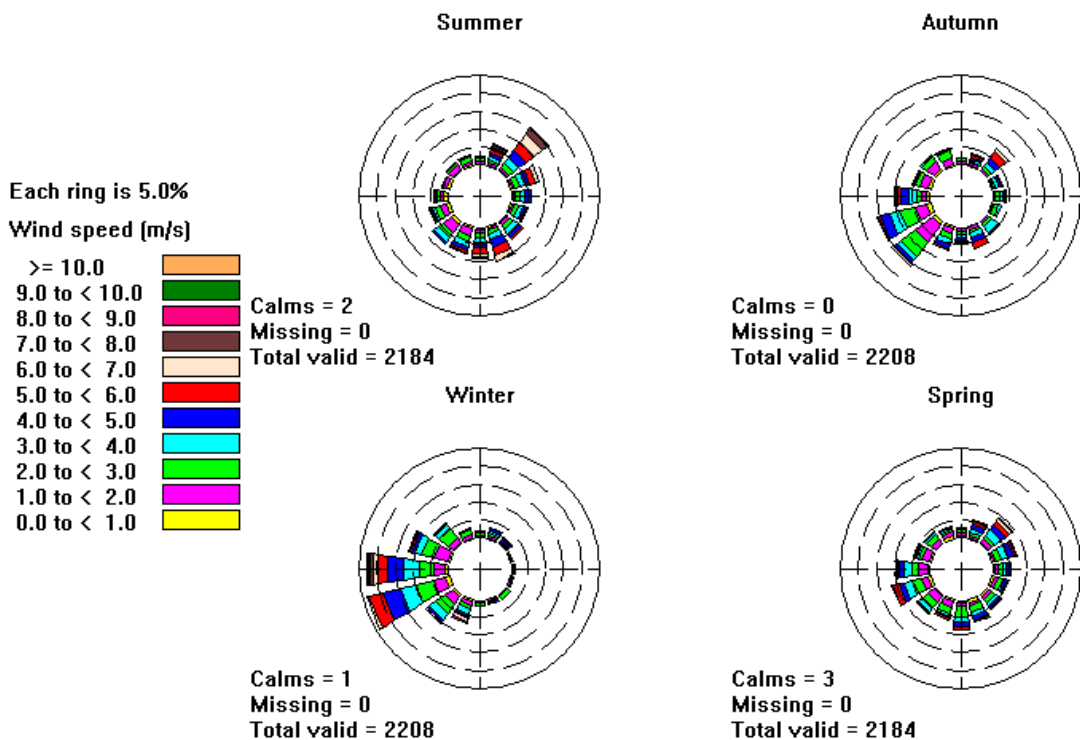 Summer
Autumn
Each ring is 5.0%
Wind speed (m/s)
>= 10.0
9.0 to < 10.0
8.0 to < 9.0
7.0 to < 8.0
6.0 to < 7.0
5.0 to < 6.0
4.0 to < 5.0
3.0 to < 4.0
2.0 to < 3.0
1.0 to < 2.0
0.0 to < 1.0
Calms = 2
Missing = 0
Total valid = 2184
Calms = 0
Missing = 0
Total valid = 2208
Winter
Spring
Calms = 1
Missing = 0
Total valid = 2208
Calms = 3
Missing = 0
Total valid = 2184